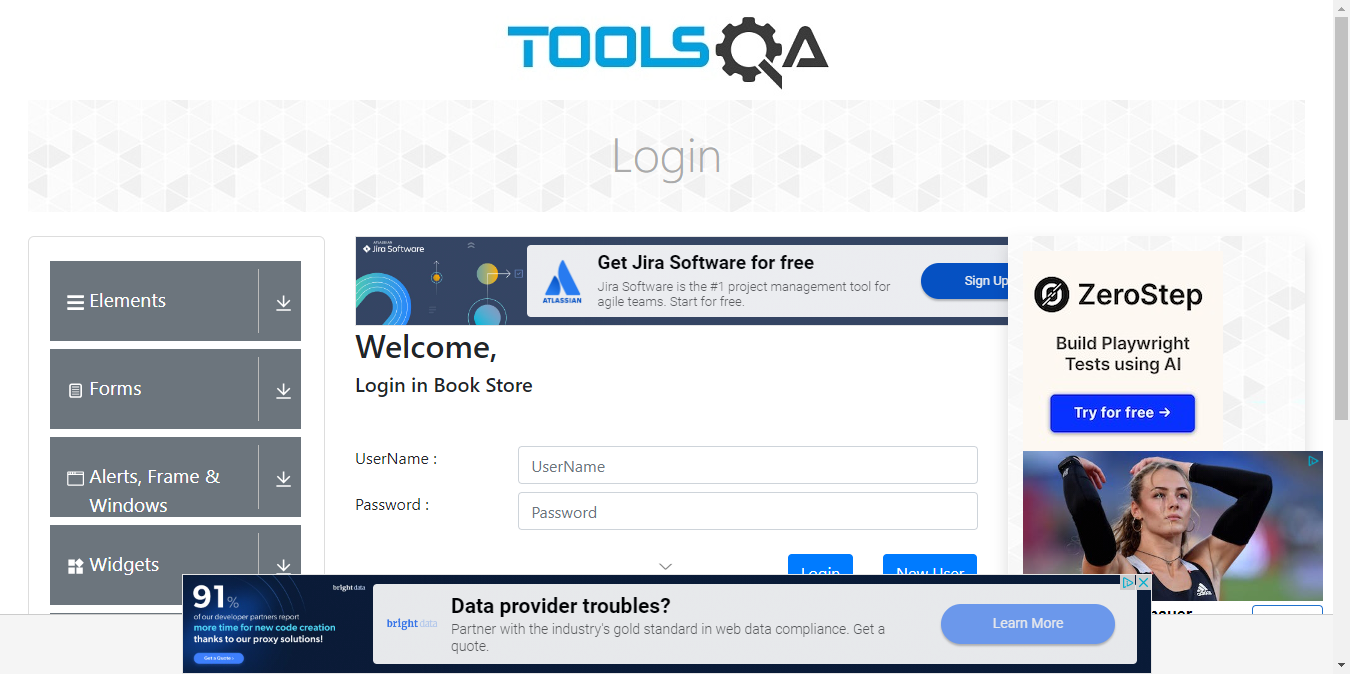 TOOLSQA
Login
Elements
Forms
Alerts, Frame &
Windows
Widgets
ATLASSIAN
Jira Software
ATLASSIAN
Get Jira Software for free
Jira Software is the #1 project management tool for
agile teams. Start for free.
Sign Up
Welcome,
Login in Book Store
UserName :
UserName
Password :
Password
Login
New User
ZeroStep
Build Playwright
Tests using AI
Try for free →
91%
of our developer partners report
more time for new code creation
thanks to our proxy solutions!
Get a Quote ›
bright data
bright data
Data provider troubles?
Partner with the industry's gold standard in web data compliance. Get a
quote.
Learn More